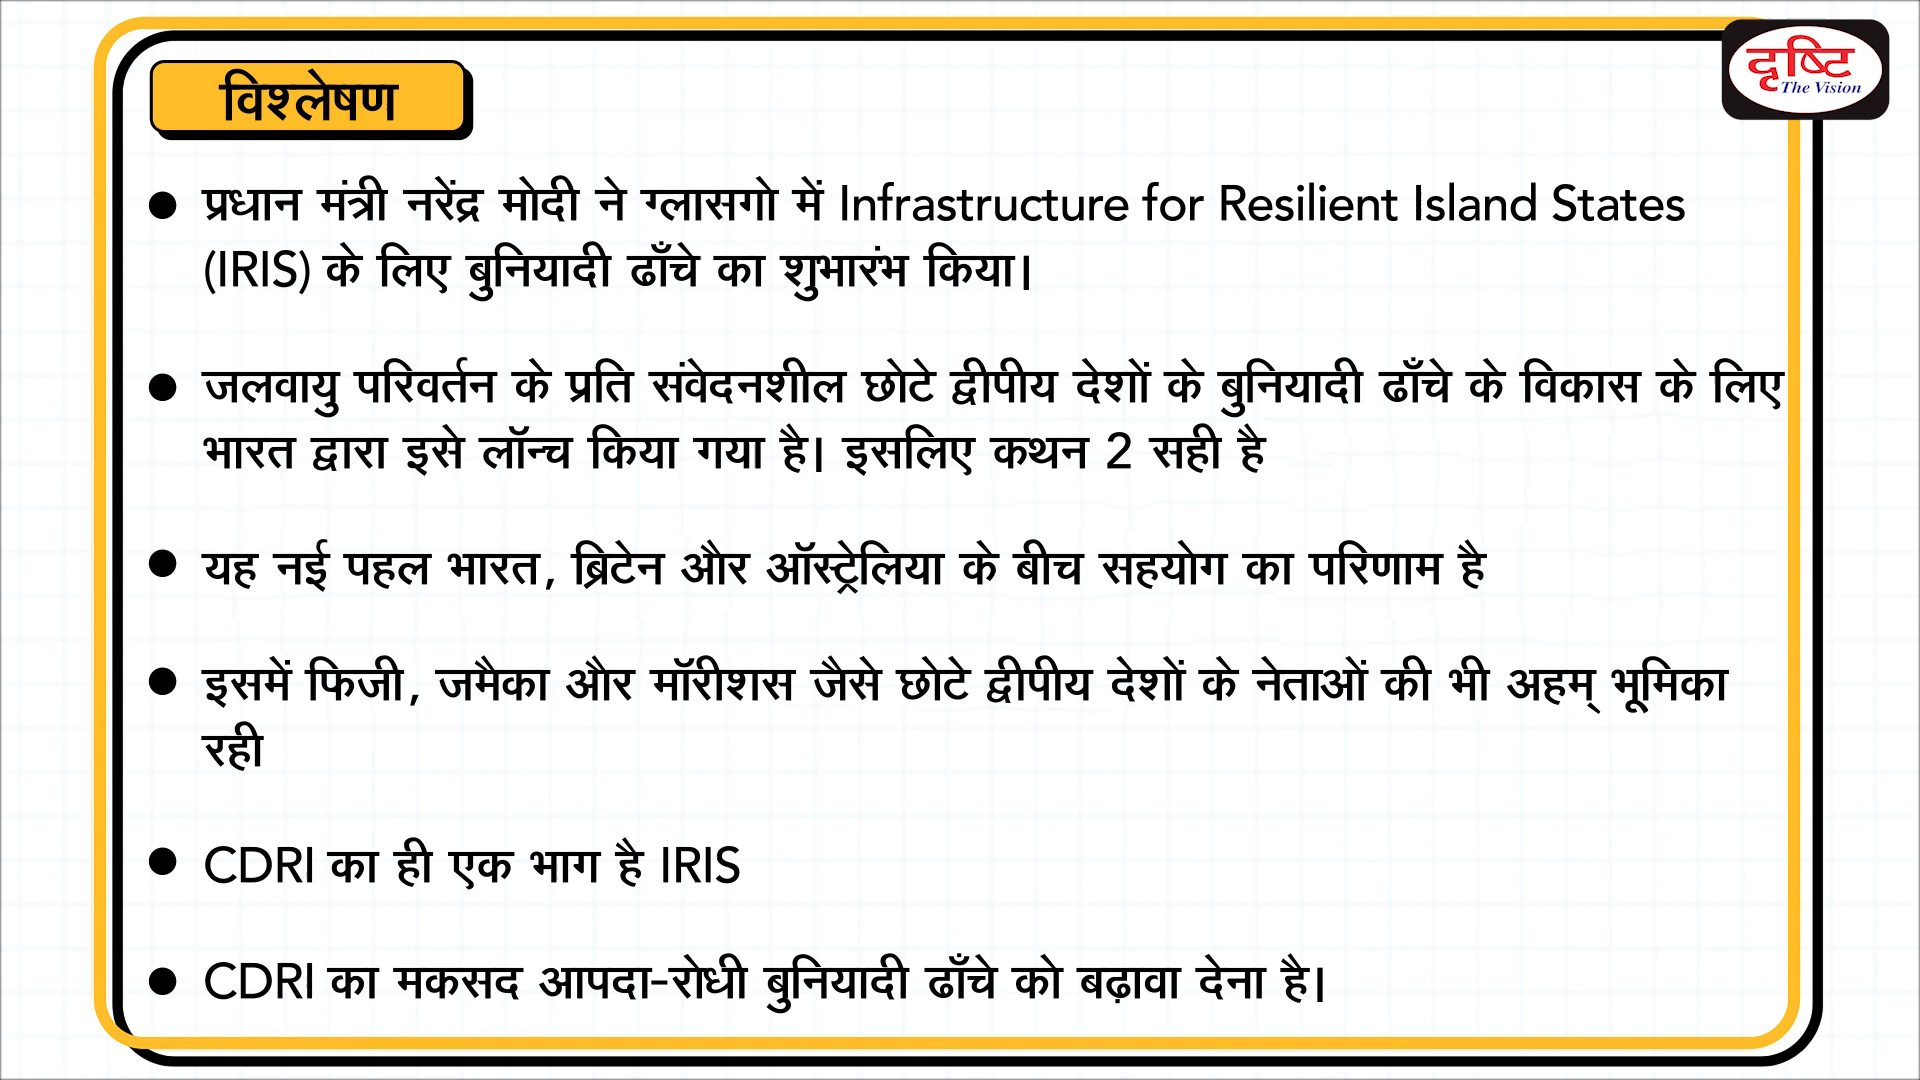 दृष्टि
The Vision
विश्लेषण
● प्रधान मंत्री नरेंद्र मोदी ने ग्लासगो में Infrastructure for Resilient Island States
(IRIS) के लिए बुनियादी ढाँचे का शुभारंभ किया।
● जलवायु परिवर्तन के प्रति संवेदनशील छोटे द्वीपीय देशों के बुनियादी ढाँचे के विकास के लिए
भारत द्वारा इसे लॉन्च किया गया है। इसलिए कथन 2 सही है
● यह नई पहल भारत, ब्रिटेन और ऑस्ट्रेलिया के बीच सहयोग का परिणाम है
● इसमें फिजी, जमैका और मॉरीशस जैसे छोटे द्वीपीय देशों के नेताओं की भी अहम् भूमिका
रही
● CDRI का ही एक भाग है IRIS
● CDRI का मकसद आपदा-रोधी बुनियादी ढाँचे को बढ़ावा देना है।